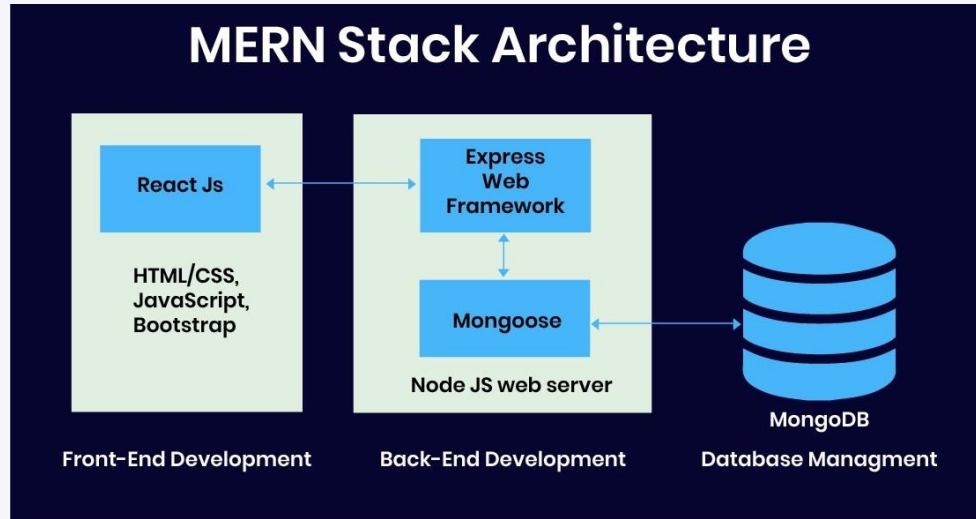 MERN Stack Architecture
React Js
HTML/CSS,
JavaScript,
Bootstrap
Express
Web
Framework
Mongoose
Node JS web server
MongoDB
Front-End Development
Back-End Development
Database Managment